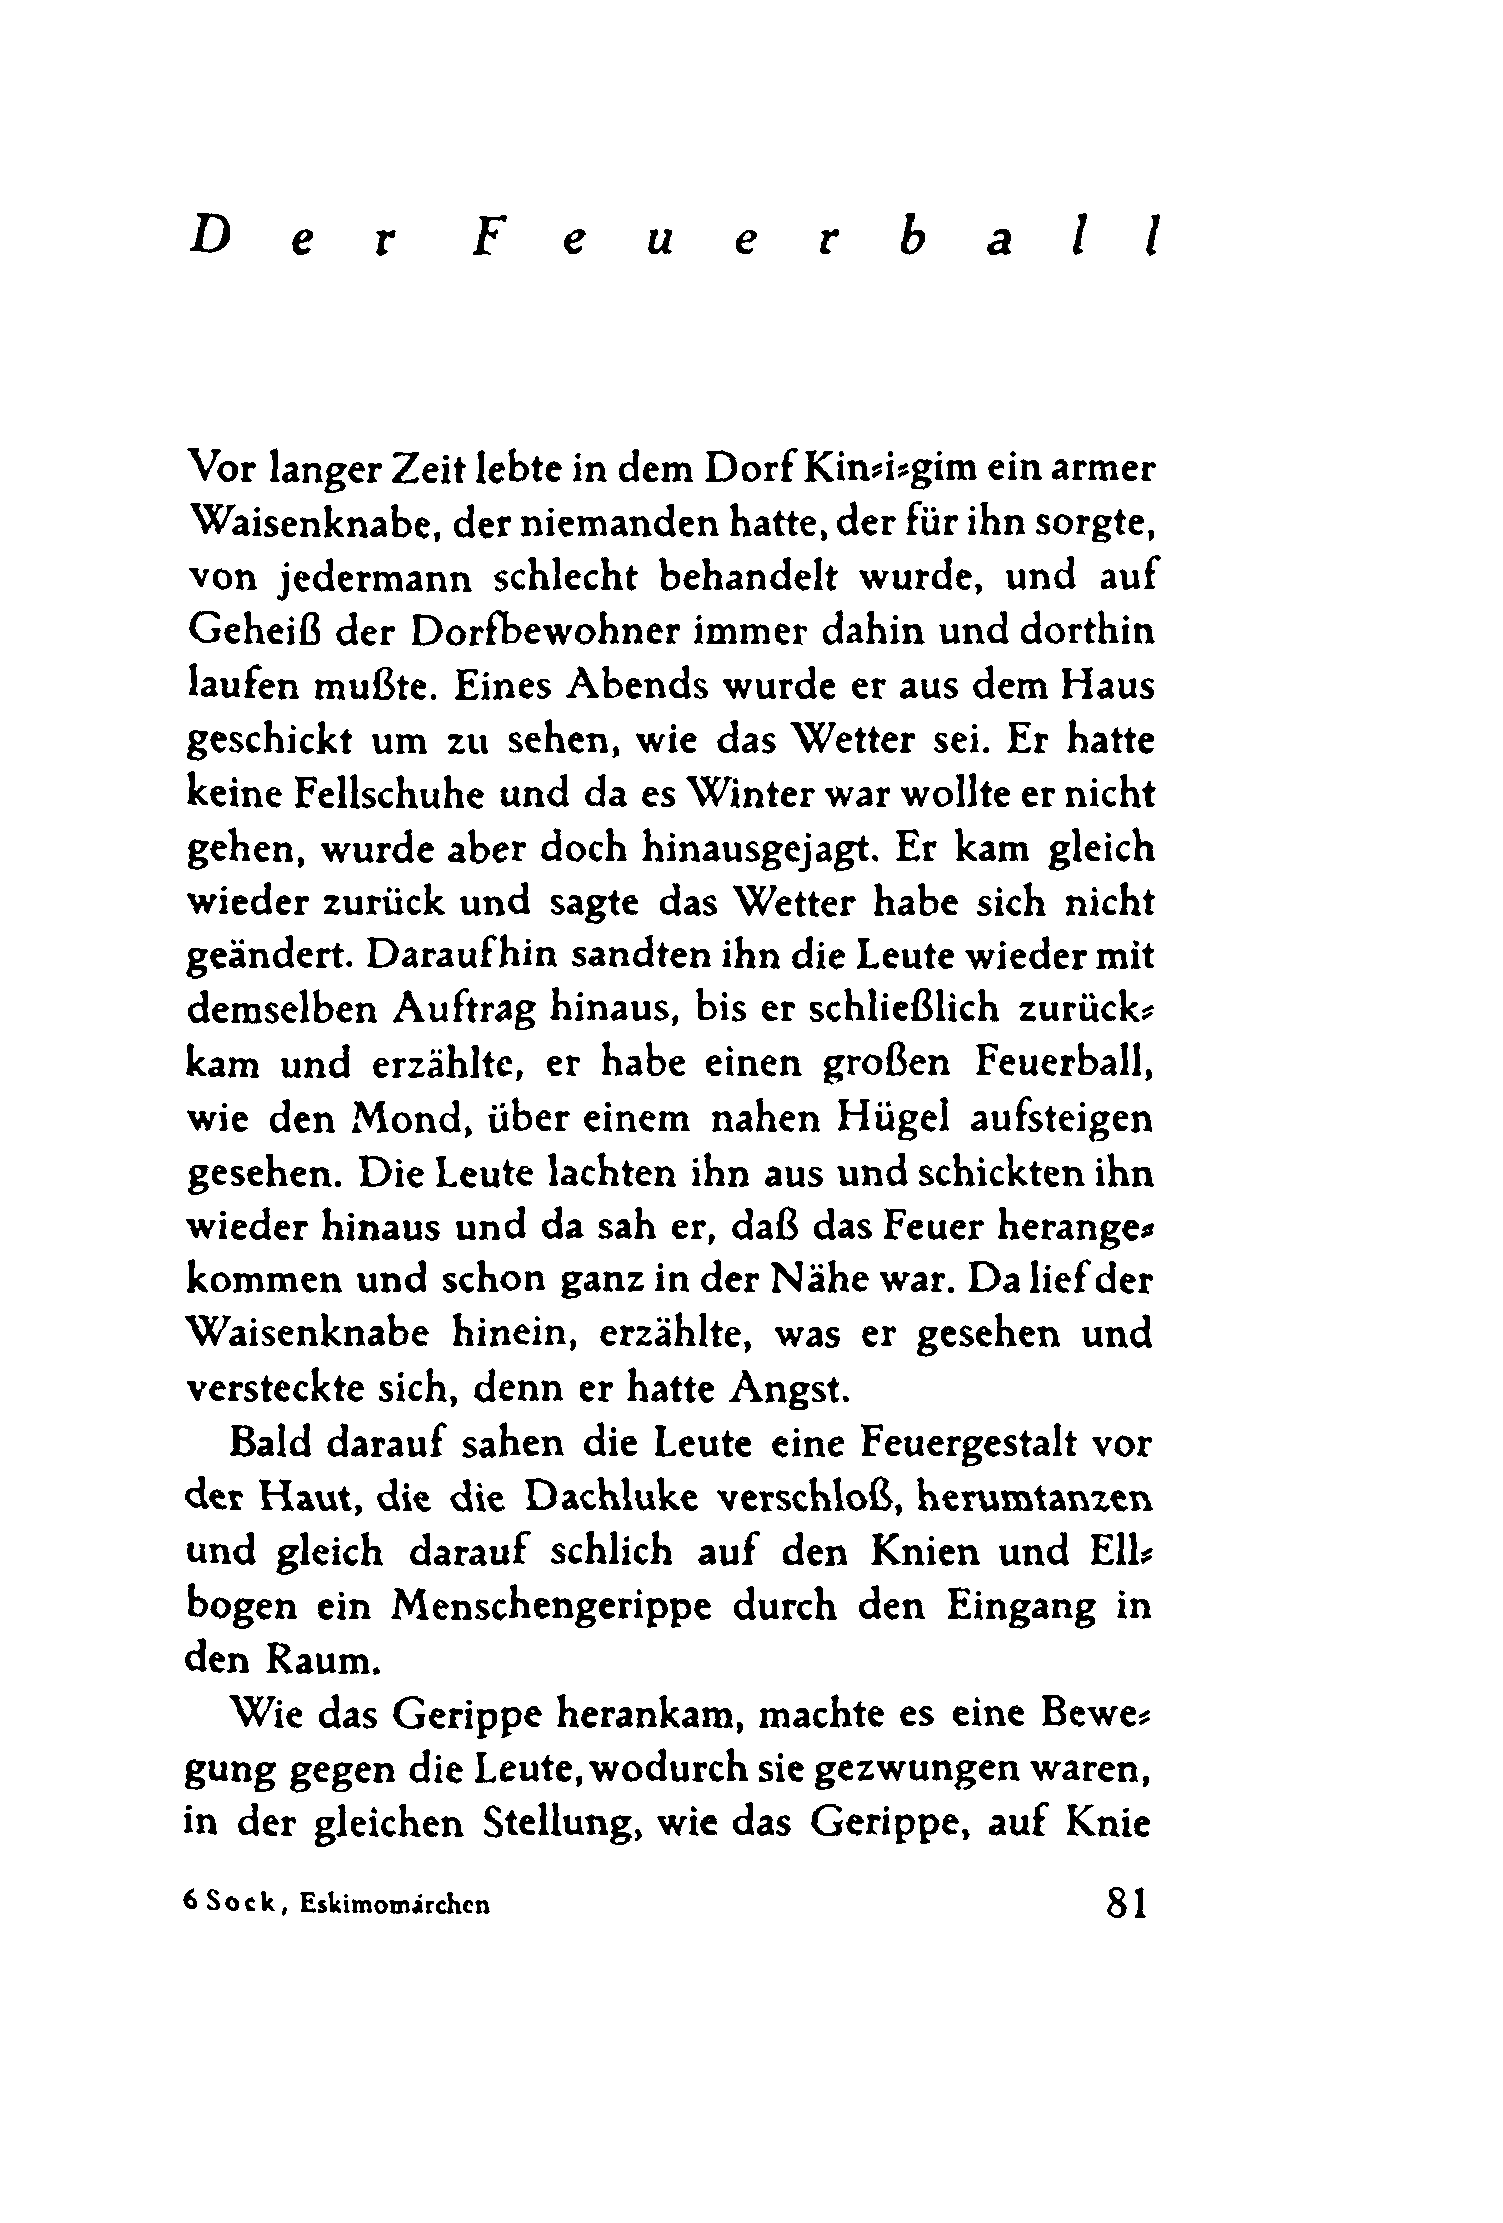 Der Feuerball
Vor langer Zeit lebte in dem Dorf Kin⸗i⸗gim ein armer
Waisenknabe, der niemanden hatte, der für ihn sorgte,
von jedermann schlecht behandelt wurde, und auf
Geheiß der Dorfbewohner immer dahin und dorthin
laufen mußte. Eines Abends wurde er aus dem Haus
geschickt um zu sehen, wie das Wetter sei. Er hatte
keine Fellschuhe und da es Winter war wollte er nicht
gehen, wurde aber doch hinausgejagt. Er kam gleich
wieder zurück und sagte das Wetter habe sich nicht
geändert. Daraufhin sandten ihn die Leute wieder mit
demselben Auftrag hinaus, bis er schließlich zurück⸗
kam und erzählte, er habe einen großen Feuerball,
wie den Mond, über einem nahen Hügel aufsteigen
gesehen. Die Leute lachten ihn aus und schickten ihn
wieder hinaus und da sah er, daß das Feuer herange⸗
kommen und schon ganz in der Nähe war. Da lief der
Waisenknabe hinein, erzählte, was er gesehen und
versteckte sich, denn er hatte Angst.
Bald darauf sahen die Leute eine Feuergestalt vor
der Haut, die die Dachluke verschloß, herumtanzen
und gleich darauf schlich auf den Knien und Ell⸗
bogen ein Menschengerippe durch den Eingang in
den Raum.
Wie das Gerippe herankam, machte es eine Bewe⸗
gung gegen die Leute, wodurch sie gezwungen waren,
in der gleichen Stellung, wie das Gerippe, auf Knie
6 Sock, Eskimomärchen
81